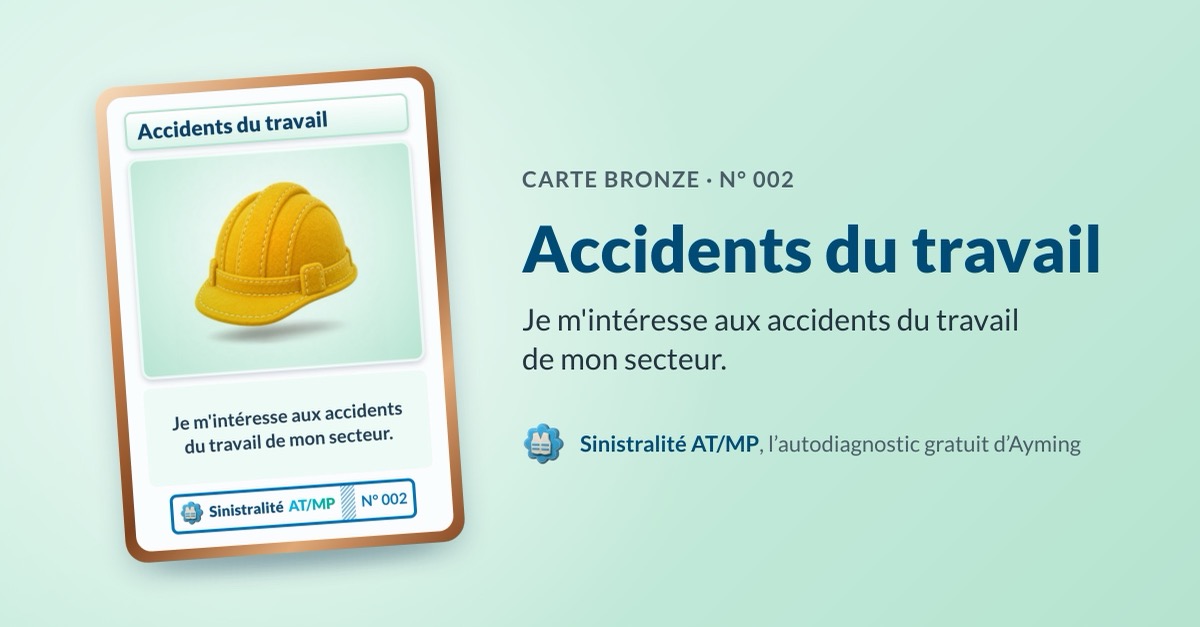 Accidents du travail
Je m'intéresse aux accidents
du travail de mon secteur.
Sinistralité AT/MP N° 002
CARTE BRONZE · N° 002
Accidents du travail
Je m'intéresse aux accidents du travail
de mon secteur.
Sinistralité AT/MP, l’autodiagnostic gratuit d’Ayming